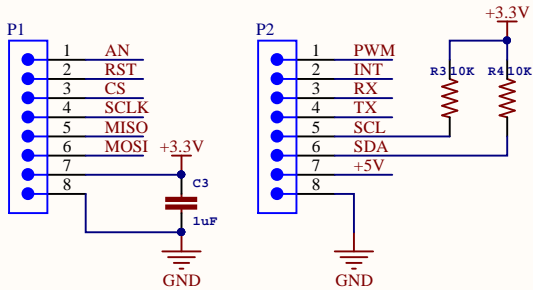 P1
1 AN
2 RST
3 CS
4 SCLK
5 MISO
6 MOSI
7
8
+3.3V
C3
1uF
GND
P2
1 PWM
2 INT
3 RX
4 TX
5 SCL
6 SDA
7 +5V
8
GND
+3.3V
R3 10K
R4 10K